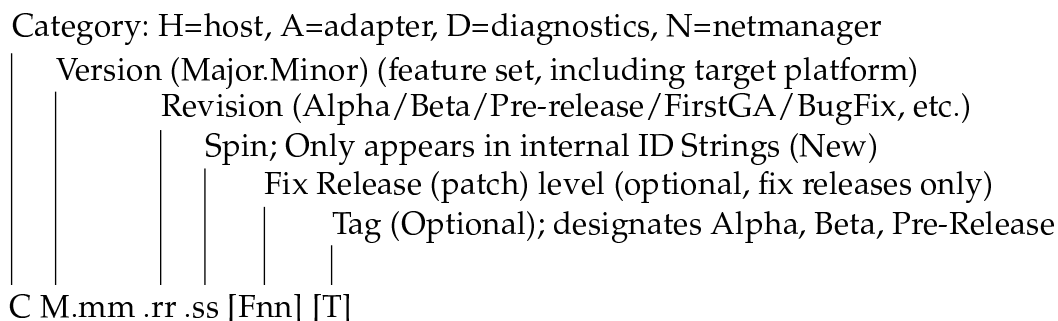 Category: H=host, A=adapter, D=diagnostics, N=netmanager
Version (Major.Minor) (feature set, including target platform)
Revision (Alpha/Beta/Pre-release/FirstGA/BugFix, etc.)
Spin; Only appears in internal ID Strings (New)
Fix Release (patch) level (optional, fix releases only)
Tag (Optional); designates Alpha, Beta, Pre-Release
C M.mm .rr .ss [Fnn] [T]